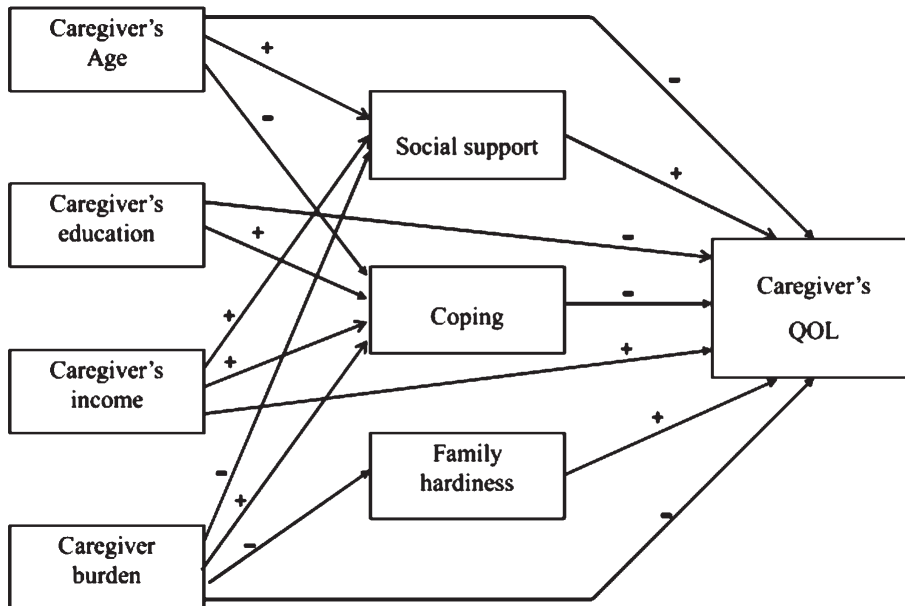 Caregiver's
Age
+
-
-
Social support
+
Caregiver's
education
+
-
Caregiver's
QOL
Coping
-
Caregiver's
income
+
+
+
Family
hardiness
+
Caregiver
burden
-
+
-
-